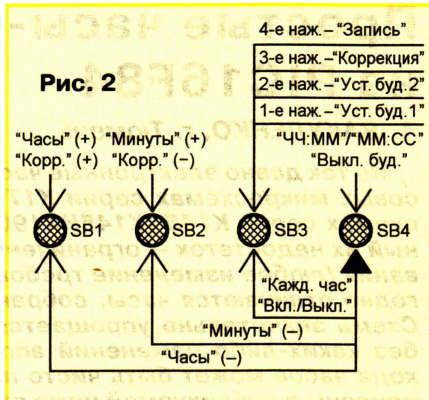 4-е наж.–“Запись”
3-е наж.–“Коррекция”
2-е наж.–“Уст. буд.2”
1-е наж.–“Уст. буд.1”
Рис. 2
“Часы” (+) “Минуты” (+) “ЧЧ:ММ”/“ММ:СС”
“Корр.” (+) “Корр.” (–) “Выкл. буд.”
SB1 SB2 SB3 SB4
“Кажд. час”
“Вкл./Выкл.”
“Минуты” (–)
“Часы” (–)